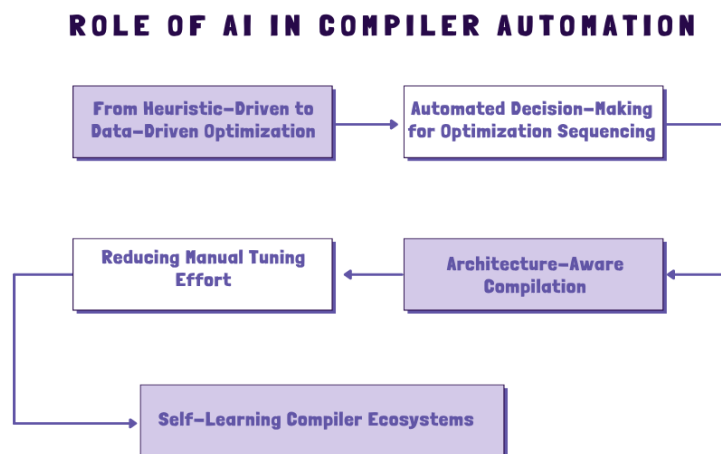 ROLE OF AI IN COMPILER AUTOMATION
From Heuristic-Driven to
Data-Driven Optimization
Automated Decision-Making
for Optimization Sequencing
Architecture-Aware
Compilation
Reducing Manual Tuning
Effort
Self-Learning Compiler Ecosystems